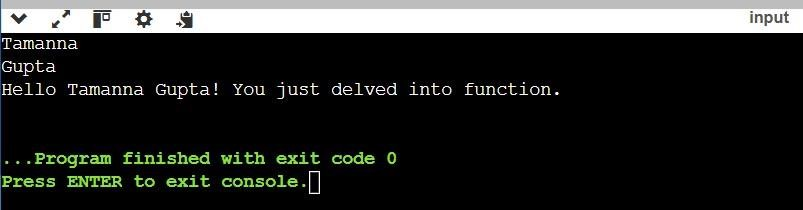 input
Tamanna
Gupta
Hello Tamanna Gupta! You just delved into function.
...Program finished with exit code 0
Press ENTER to exit console.